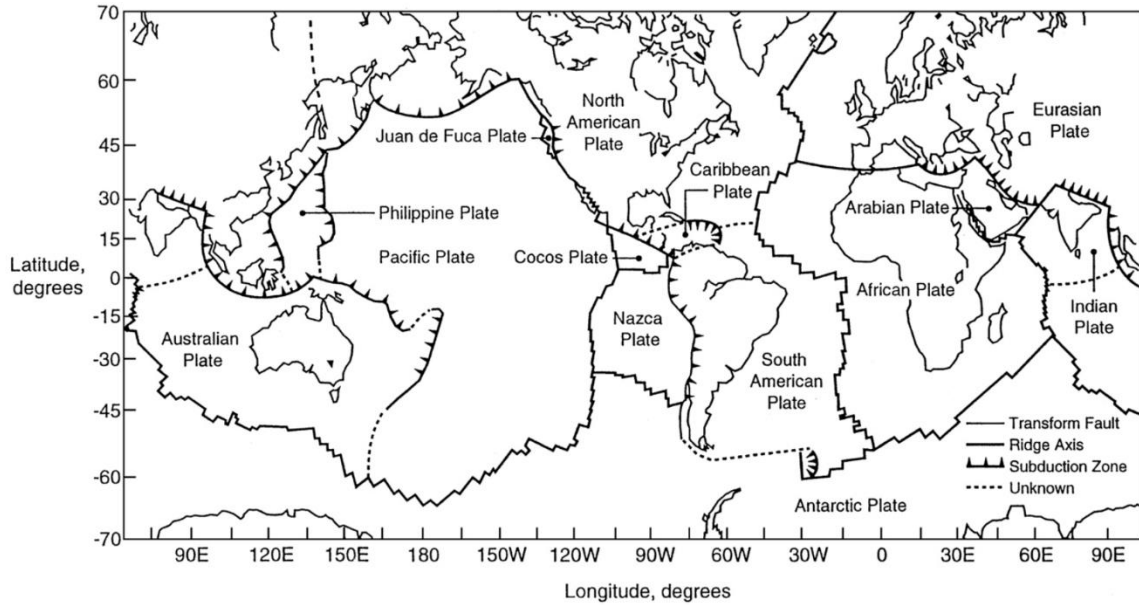 70
60
45
30
15
0
-15
-30
-45
-60
-70
Latitude,
degrees
North
American
Plate
Juan de Fuca Plate
Caribbean
Plate
Eurasian
Plate
Philippine Plate
Arabian Plate
Pacific Plate
Cocos Plate
African Plate
Indian
Plate
Australian
Plate
Nazca
Plate
South
American
Plate
Antarctic Plate
Transform Fault
Ridge Axis
Subduction Zone
Unknown
90E 120E 150E 180 150W 120W 90W 60W 30W 0 30E 60E 90E
Longitude, degrees